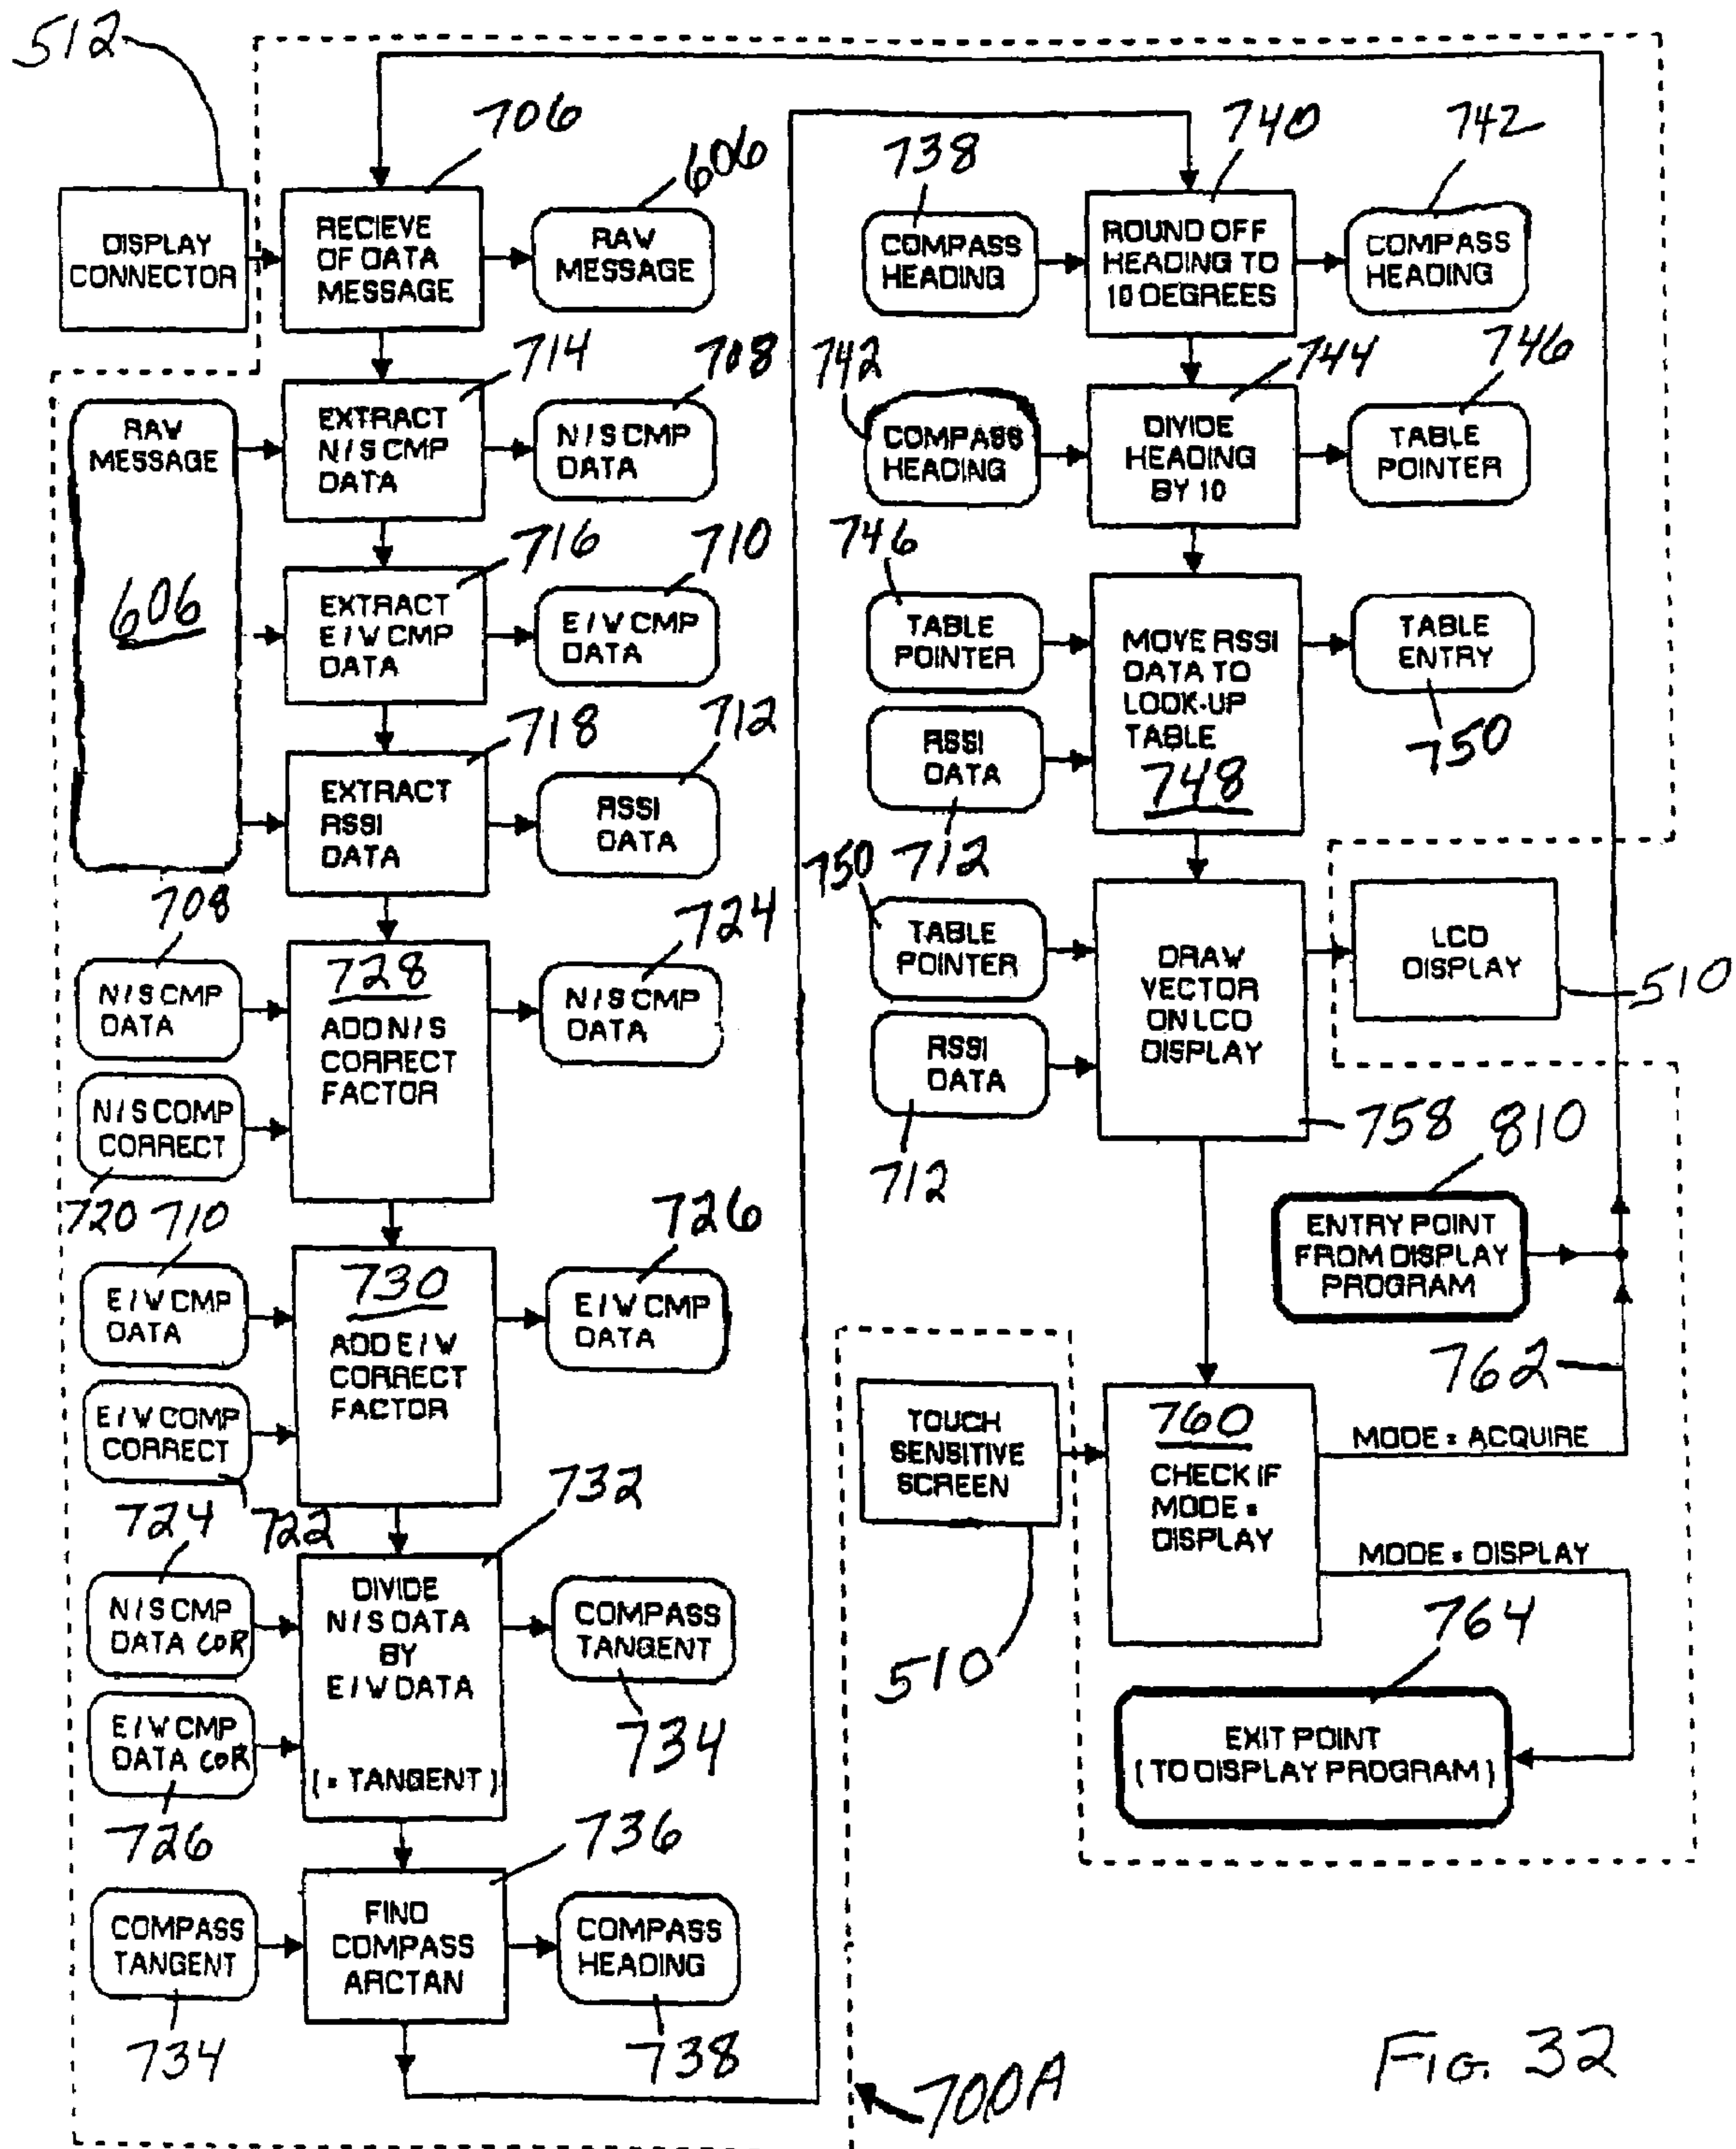 512
DISPLAY
CONNECTOR
706
RECIEVE
OF DATA
MESSAGE
606
RAW
MESSAGE
RAW
MESSAGE
606
714
EXTRACT
N/S CMP
DATA
708
N/S CMP
DATA
716
EXTRACT
E/W CMP
DATA
710
E/W CMP
DATA
718
EXTRACT
RSSI
DATA
712
RSSI
DATA
708
N/S CMP
DATA
N/S COMP
CORRECT
720
728
ADD N/S
CORRECT
FACTOR
724
N/S CMP
DATA
710
E/W CMP
DATA
E/W COMP
CORRECT
722
730
ADD E/W
CORRECT
FACTOR
726
E/W CMP
DATA
724
N/S CMP
DATA COR
E/W CMP
DATA COR
726
732
DIVIDE
N/S DATA
BY
E/W DATA
(= TANGENT)
COMPASS
TANGENT
734
COMPASS
TANGENT
734
736
FIND
COMPASS
ARCTAN
COMPASS
HEADING
738
738
COMPASS
HEADING
740
ROUND OFF
HEADING TO
10 DEGREES
742
COMPASS
HEADING
742
COMPASS
HEADING
744
DIVIDE
HEADING
BY 10
746
TABLE
POINTER
746
TABLE
POINTER
RSSI
DATA
712
MOVE RSSI
DATA TO
LOOK-UP
TABLE
748
TABLE
ENTRY
750
750
TABLE
POINTER
RSSI
DATA
712
DRAW
VECTOR
ON LCD
DISPLAY
758
LCD
DISPLAY
510
810
ENTRY POINT
FROM DISPLAY
PROGRAM
762
TOUCH
SENSITIVE
SCREEN
510
760
CHECK IF
MODE =
DISPLAY
MODE = ACQUIRE
MODE = DISPLAY
764
EXIT POINT
(TO DISPLAY PROGRAM)
700A
FIG. 32